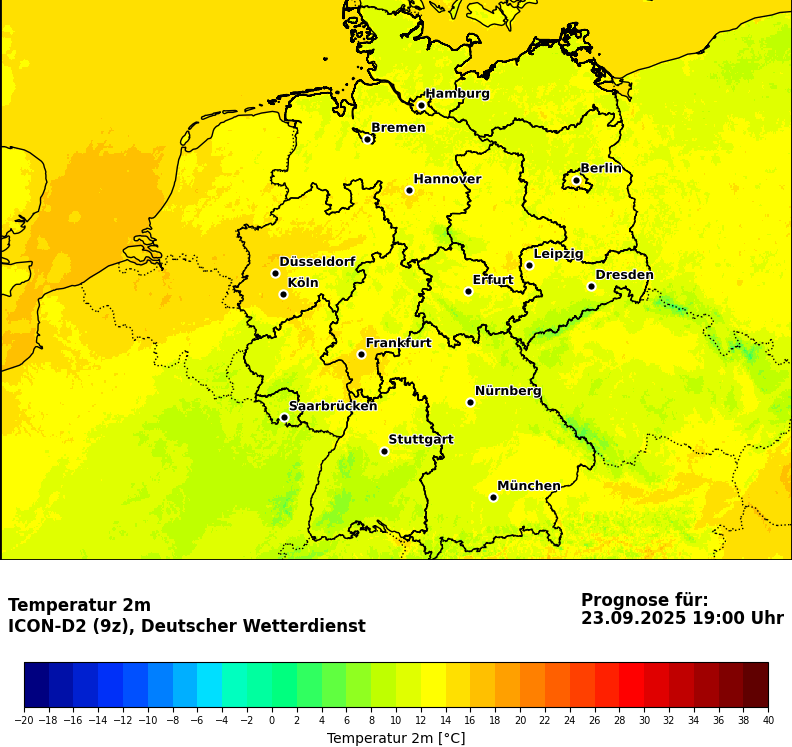 Hamburg
Bremen
Berlin
Hannover
Leipzig
Düsseldorf
Dresden
Köln
Erfurt
Frankfurt
Nürnberg
Saarbrücken
Stuttgart
München
Temperatur 2m
ICON-D2 (9z), Deutscher Wetterdienst
Prognose für:
23.09.2025 19:00 Uhr
−20 −18 −16 −14 −12 −10 −8 −6 −4 −2 0 2 4 6 8 10 12 14 16 18 20 22 24 26 28 30 32 34 36 38 40
Temperatur 2m [°C]